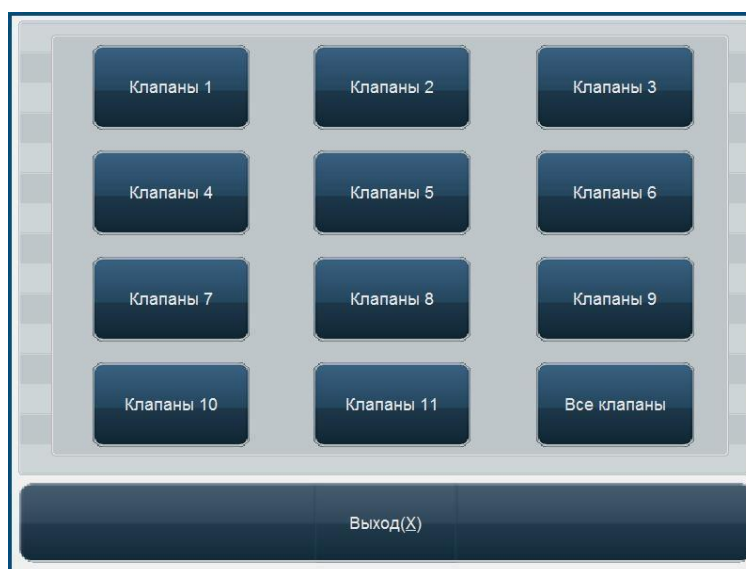 Клапаны 1
Клапаны 2
Клапаны 3
Клапаны 4
Клапаны 5
Клапаны 6
Клапаны 7
Клапаны 8
Клапаны 9
Клапаны 10
Клапаны 11
Все клапаны
Выход(X)